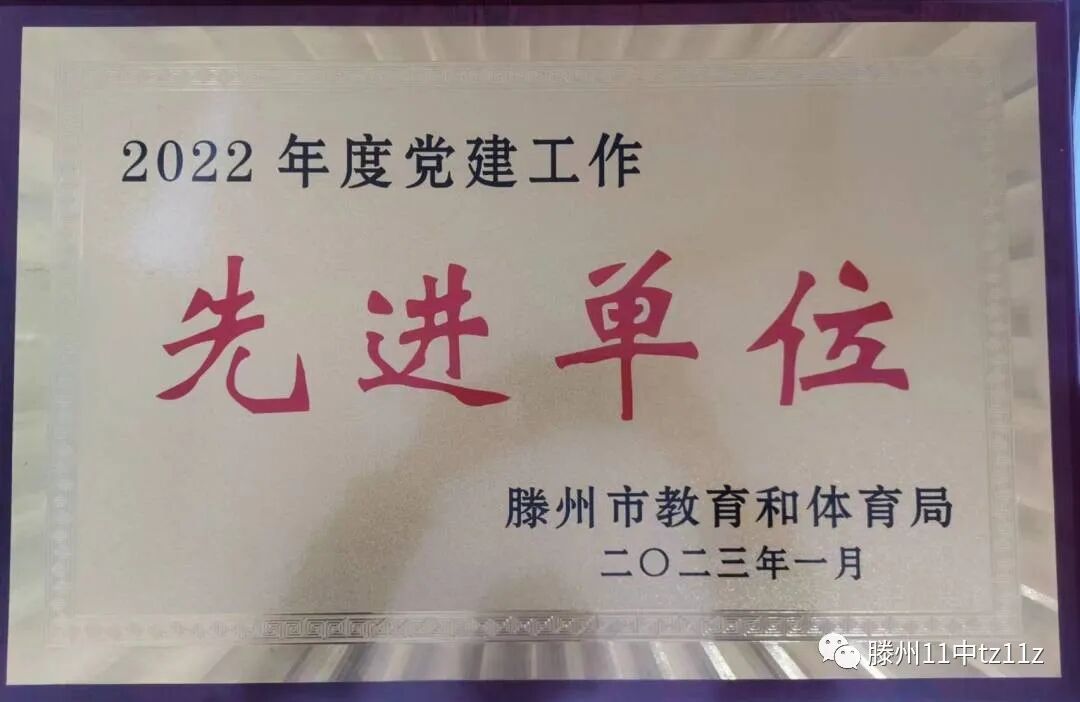 2022 年度党建工作
先进单位
滕州市教育和体育局
二〇二三年一月
滕州11中tz11z